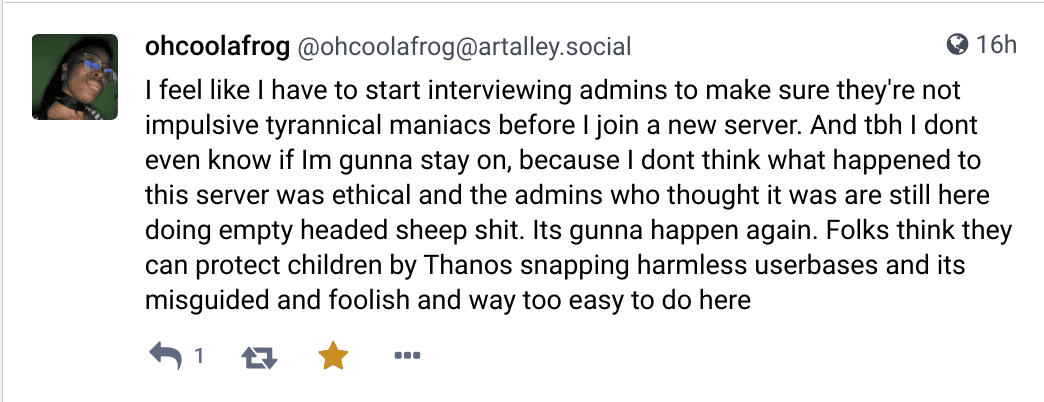 ohcoolafrog @ohcoolafrog@artalley.social 16h
I feel like I have to start interviewing admins to make sure they're not
impulsive tyrannical maniacs before I join a new server. And tbh I dont
even know if Im gunna stay on, because I dont think what happened to
this server was ethical and the admins who thought it was are still here
doing empty headed sheep shit. Its gunna happen again. Folks think they
can protect children by Thanos snapping harmless userbases and its
misguided and foolish and way too easy to do here
1